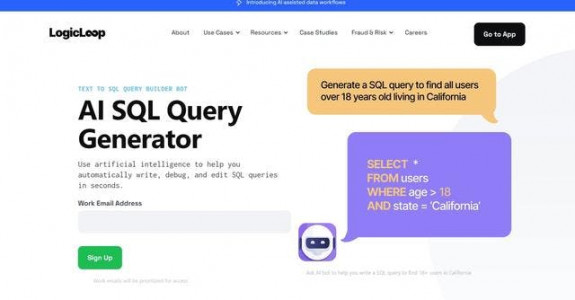 Introducing AI assisted data workflows
LogicLoop
About Use Cases Resources Case Studies Fraud & Risk Careers
Go to App
TEXT TO SQL QUERY BUILDER BOT
AI SQL Query
Generator
Use artificial intelligence to help you
automatically write, debug, and edit SQL queries
in seconds.
Work Email Address
Sign Up
Work emails will be prioritized for access
Generate a SQL query to find all users
over 18 years old living in California
SELECT *
FROM users
WHERE age > 18
AND state = 'California'
Ask AI bot to help you write a SQL query to find 18+ users in California